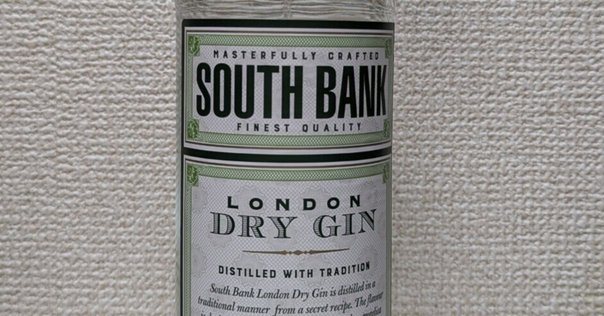 MASTERFULLY CRAFTED
SOUTH BANK
FINEST QUALITY
LONDON
DRY GIN
DISTILLED WITH TRADITION
South Bank London Dry Gin is distilled in a
traditional manner from a secret recipe. The flavour